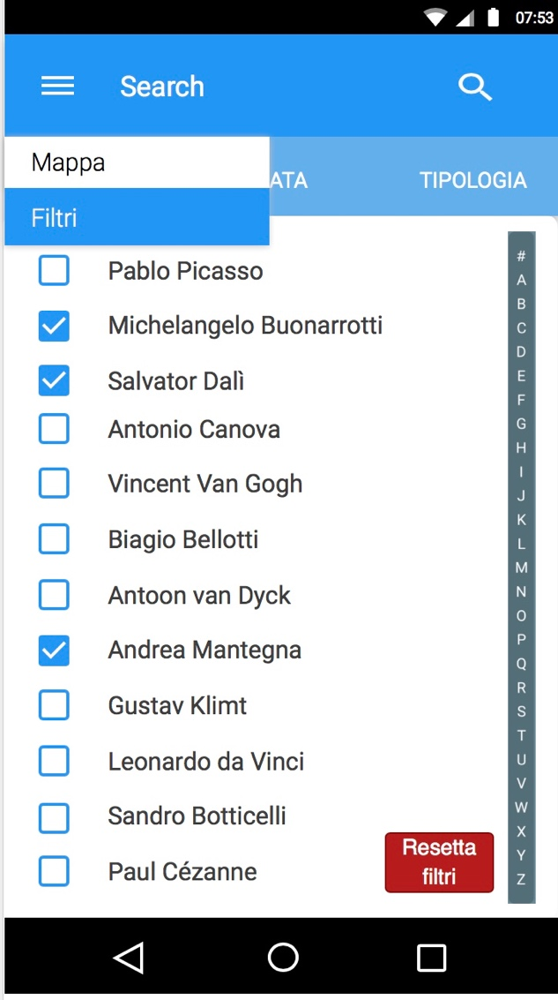 07:53
Search
Mappa
ATA
TIPOLOGIA
Filtri
Pablo Picasso
Michelangelo Buonarrotti
Salvator Dalì
Antonio Canova
Vincent Van Gogh
Biagio Bellotti
Antoon van Dyck
Andrea Mantegna
Gustav Klimt
Leonardo da Vinci
Sandro Botticelli
Paul Cézanne
Resetta
filtri
#
A
B
C
D
E
F
G
H
I
J
K
L
M
N
O
P
Q
R
S
T
U
V
W
X
Y
Z